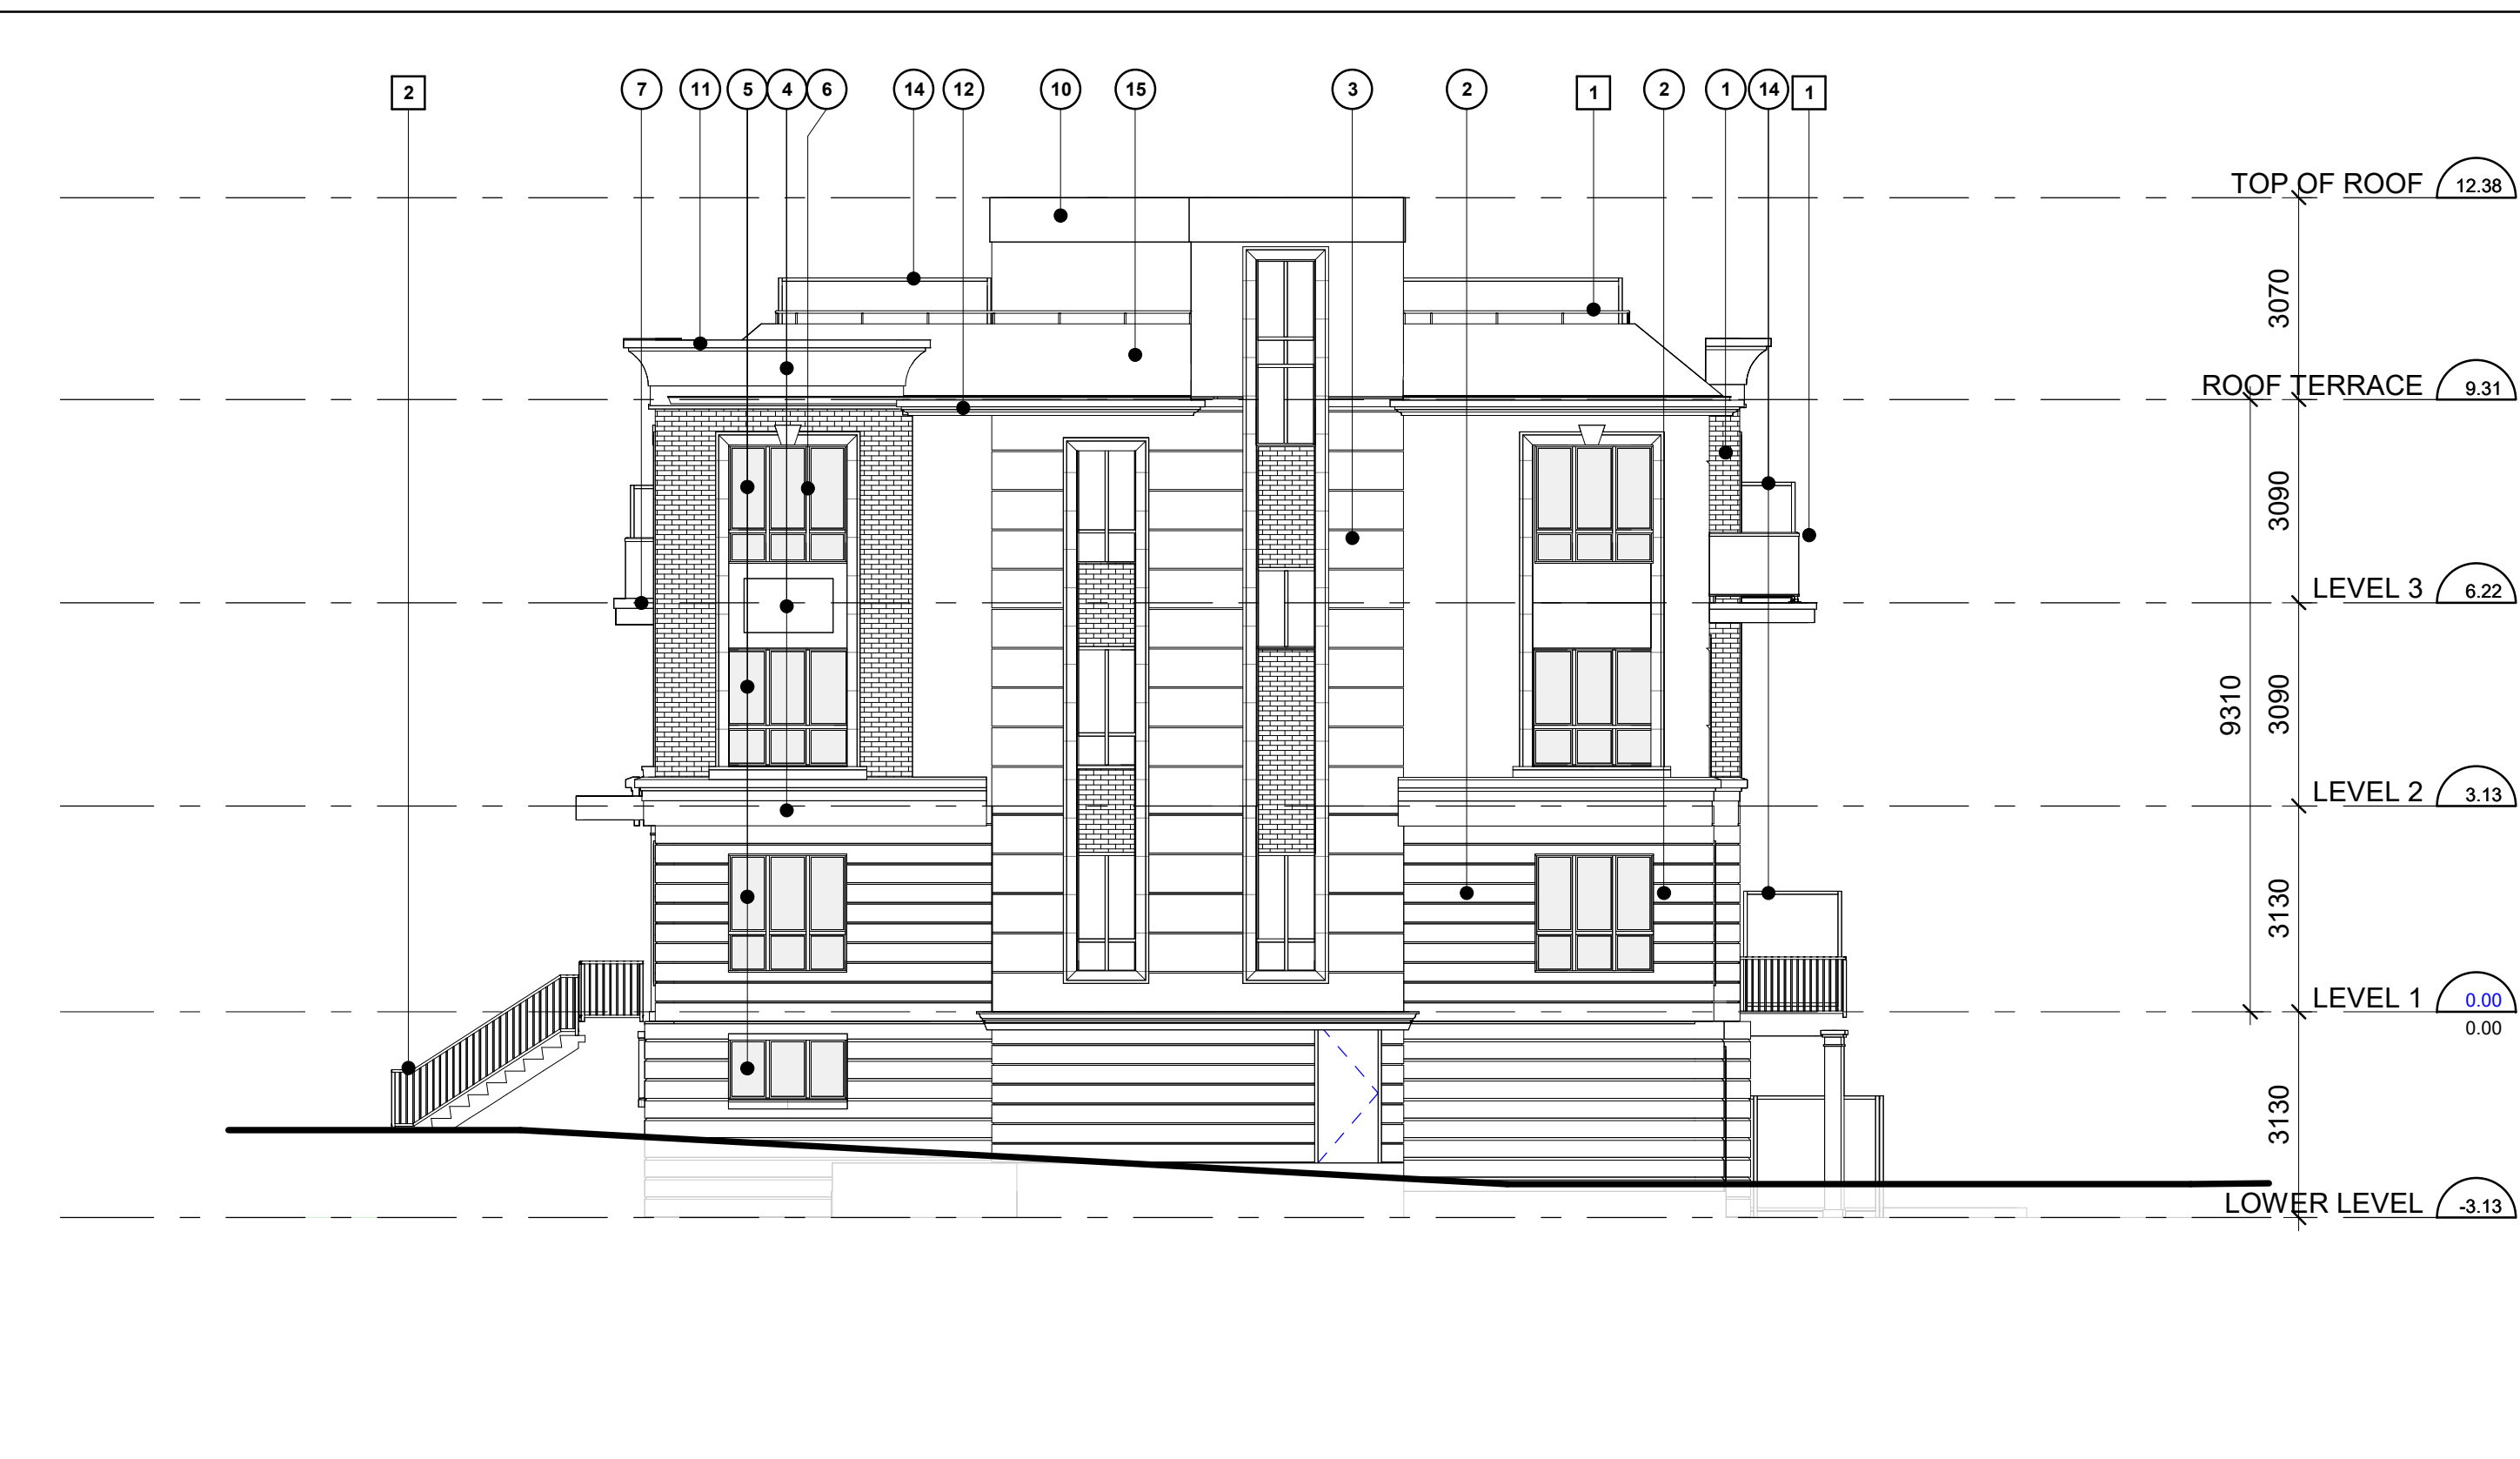 2 7 11 5 4 6 14 12 10 15 3 2 1 2 1 14 1
TOP OF ROOF 12.38
3070
ROOF TERRACE 9.31
3090
LEVEL 3 6.22
9310
3090
LEVEL 2 3.13
3130
LEVEL 1 0.00
0.00
3130
LOWER LEVEL -3.13